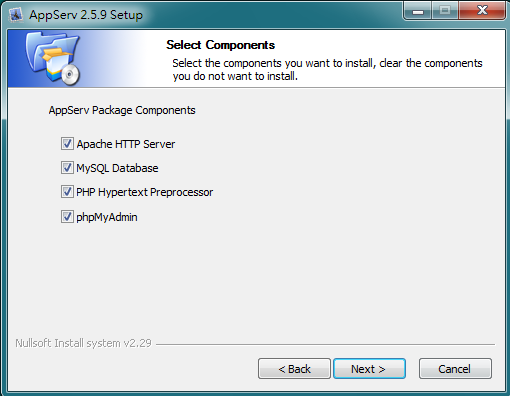 AppServ 2.5.9 Setup
Select Components
Select the components you want to install, clear the components
you do not want to install.
AppServ Package Components
Apache HTTP Server
MySQL Database
PHP Hypertext Preprocessor
phpMyAdmin
Nullsoft Install system v2.29
< Back
Next >
Cancel